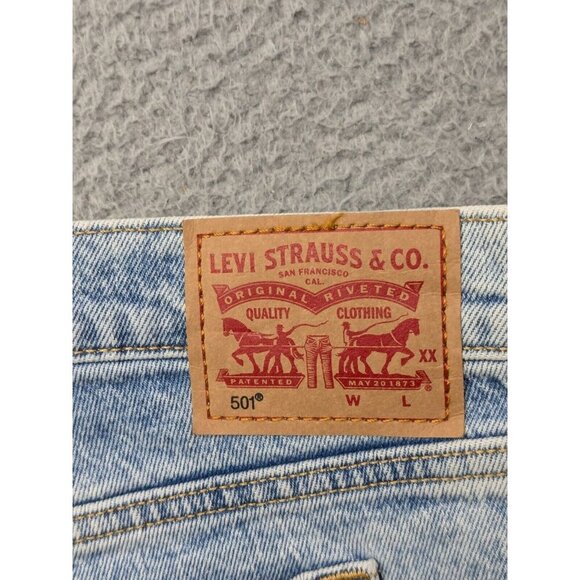 LEVI STRAUSS & CO.
SAN FRANCISCO
CAL.
ORIGINAL RIVETED
QUALITY CLOTHING
XX
PATENTED MAY 20 1873
®
501® W L